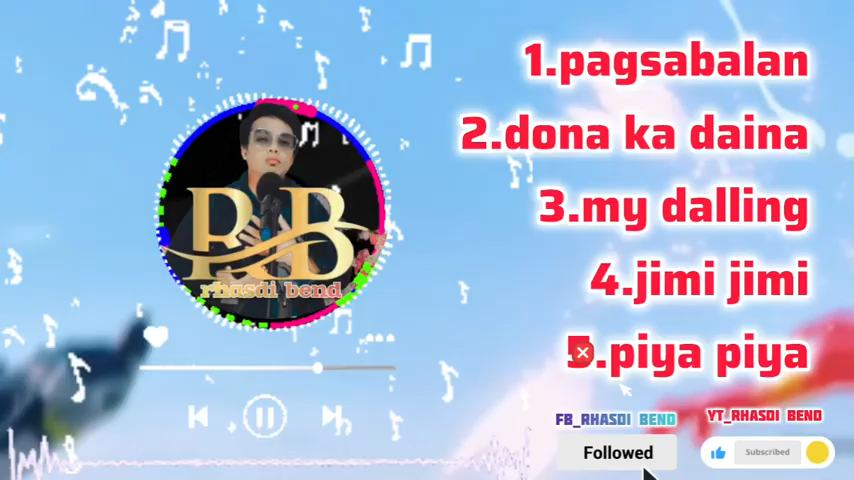 1.pagsabalan
2.dona ka daina
3.my dalling
4.jimi jimi
5.piya piya
RB
rhasdi bend
FB_RHASDI BEND
YT_RHASDI BEND
Followed
Subscribed